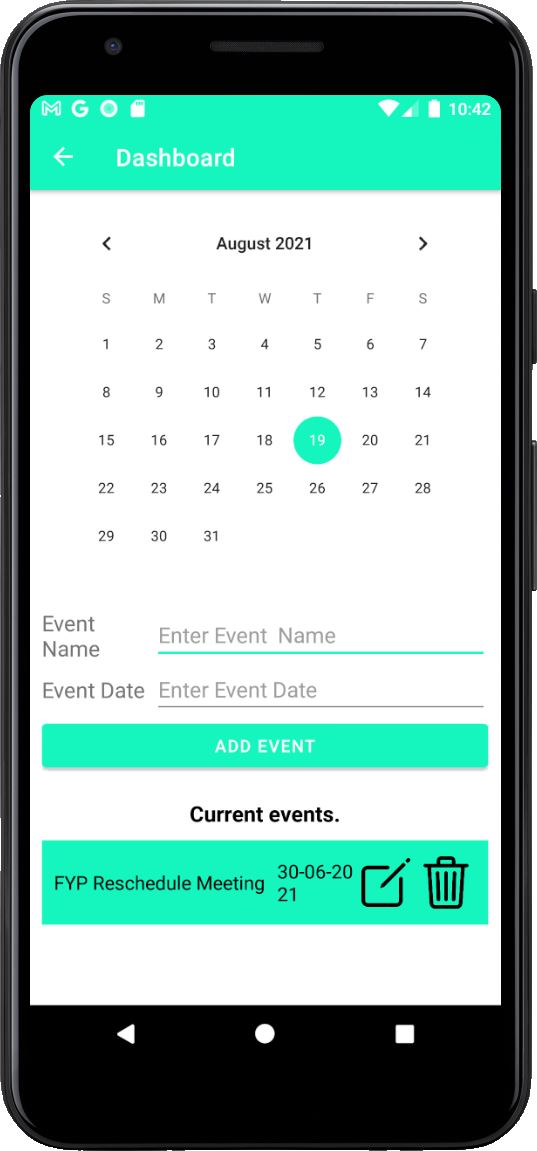 10:42
Dashboard
August 2021
S M T W T F S
1 2 3 4 5 6 7
8 9 10 11 12 13 14
15 16 17 18 19 20 21
22 23 24 25 26 27 28
29 30 31
Event
Name
Enter Event  Name
Event Date
Enter Event Date
ADD EVENT
Current events.
FYP Reschedule Meeting
30-06-20
21